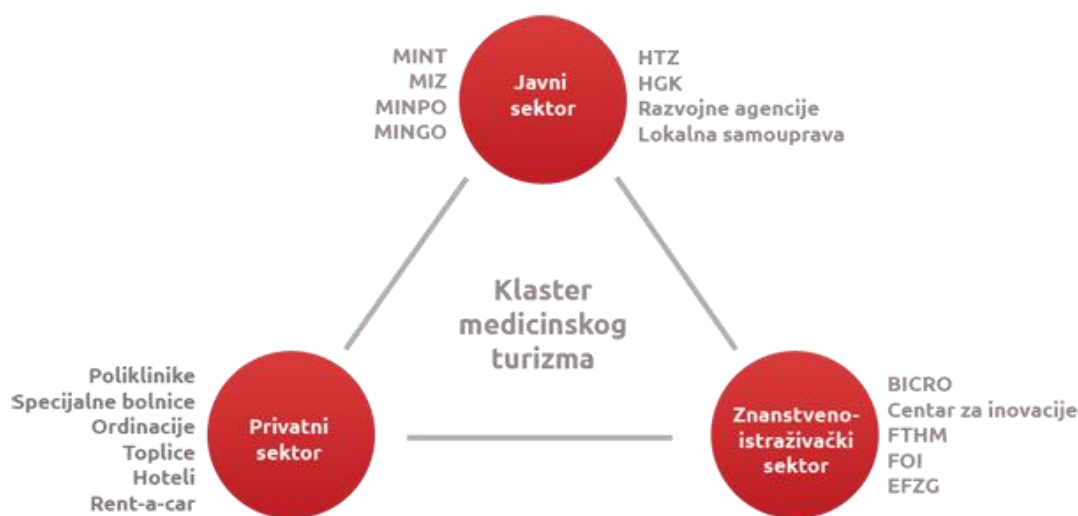 MINT
MIZ
MINPO
MINGO
Javni
sektor
HTZ
HGK
Razvojne agencije
Lokalna samouprava
Klaster
medicinskog
turizma
Poliklinike
Specijalne bolnice
Ordinacije
Toplice
Hoteli
Rent-a-car
Privatni
sektor
Znanstveno-
istraživački
sektor
BICRO
Centar za inovacije
FTHM
FOI
EFZG